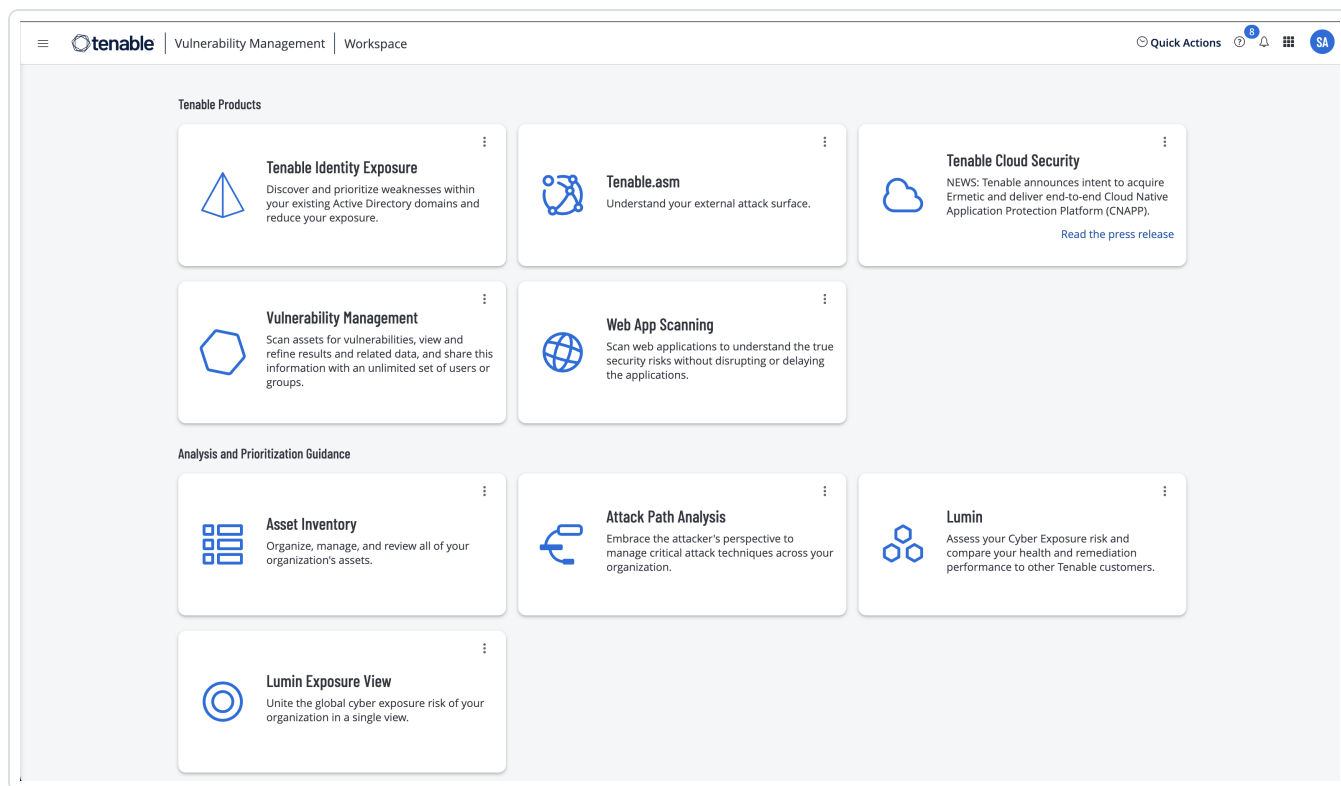 tenable Vulnerability Management Workspace Quick Actions 8 SA
Tenable Products
Tenable Identity Exposure
Discover and prioritize weaknesses within
your existing Active Directory domains and
reduce your exposure.
Tenable.asm
Understand your external attack surface.
Tenable Cloud Security
NEWS: Tenable announces intent to acquire
Ermetic and deliver end-to-end Cloud Native
Application Protection Platform (CNAPP).
Read the press release
Vulnerability Management
Scan assets for vulnerabilities, view and
refine results and related data, and share this
information with an unlimited set of users or
groups.
Web App Scanning
Scan web applications to understand the true
security risks without disrupting or delaying
the applications.
Analysis and Prioritization Guidance
Asset Inventory
Organize, manage, and review all of your
organization's assets.
Attack Path Analysis
Embrace the attacker's perspective to
manage critical attack techniques across your
organization.
Lumin
Assess your Cyber Exposure risk and
compare your health and remediation
performance to other Tenable customers.
Lumin Exposure View
Unite the global cyber exposure risk of your
organization in a single view.